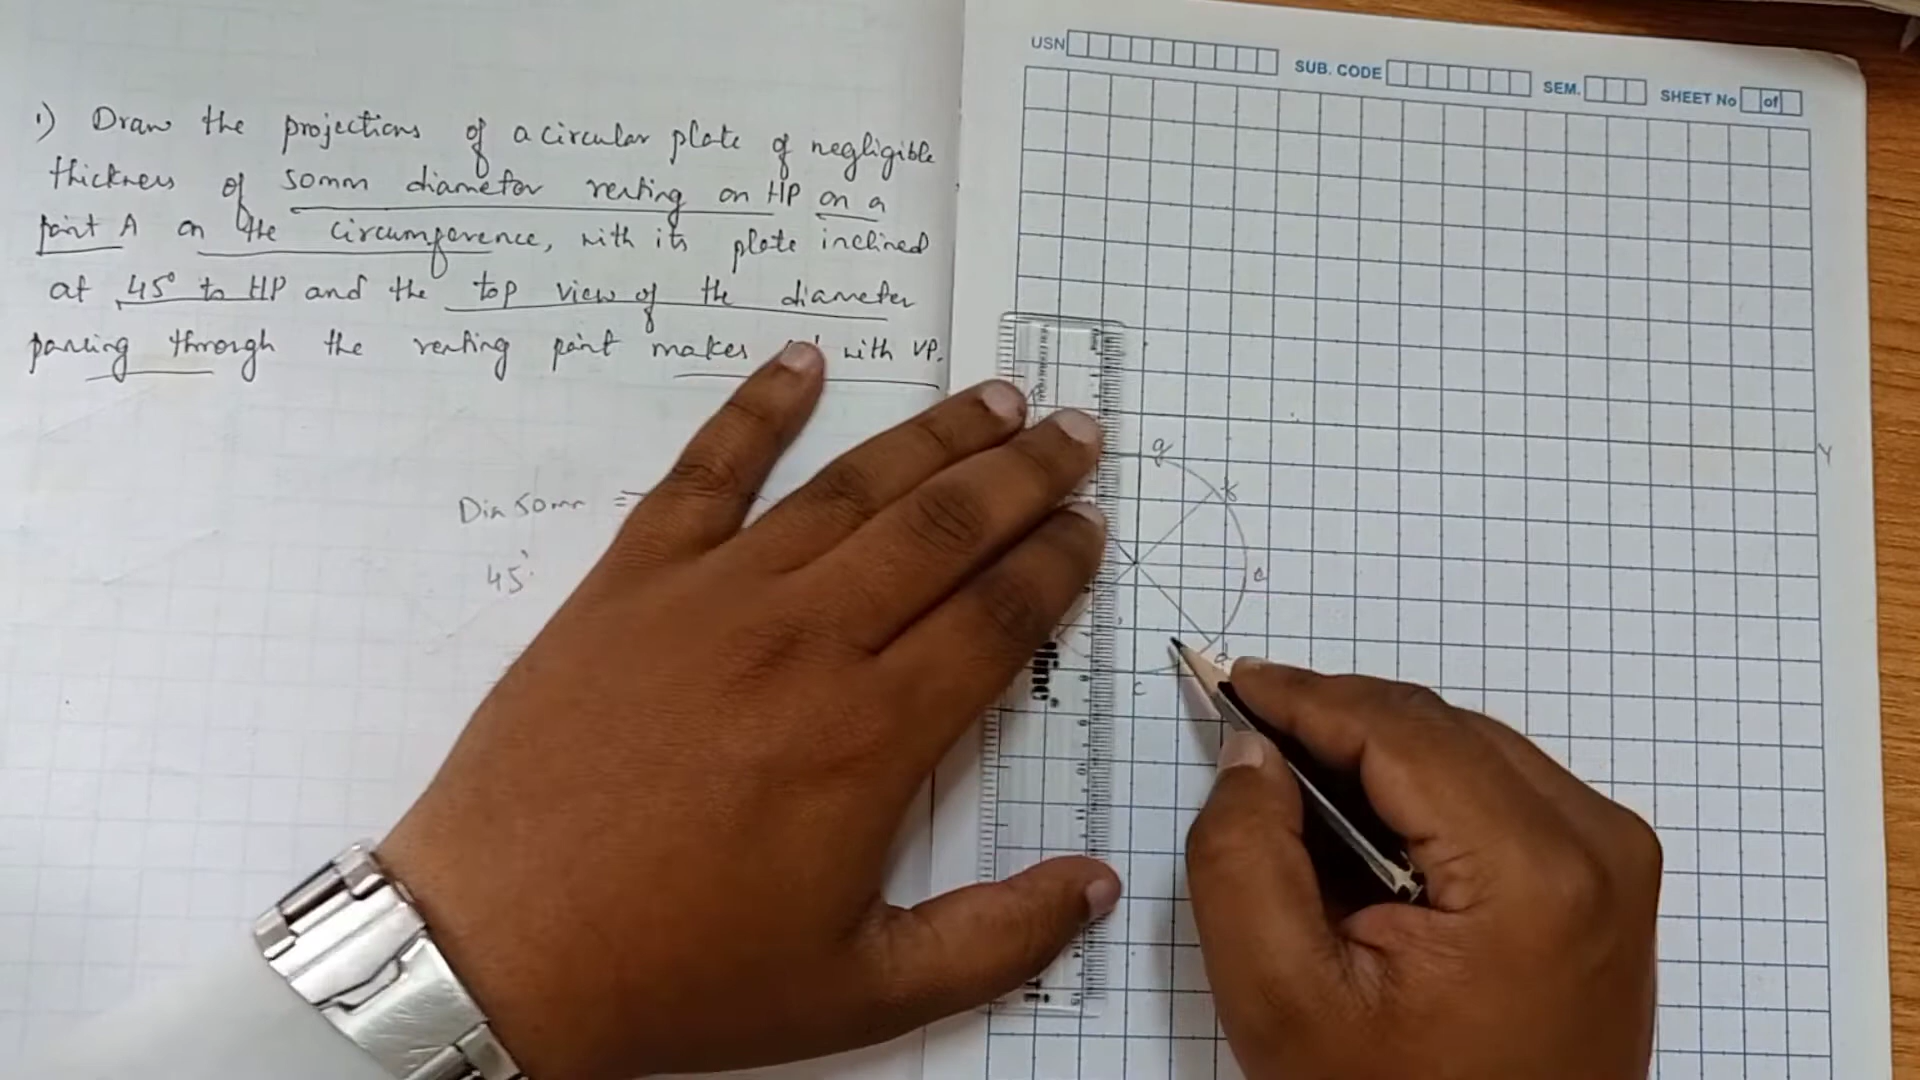 1) Draw the projections of a circular plate of negligible
thickness of 50mm diameter resting on HP on a
point A on the circumference, with its plate inclined
at 45° to HP and the top view of the diameter
passing through the resting point makes with VP.
Dia 50mm =
45°
USN
SUB. CODE
SEM.
SHEET No of
Y
g
f
e
d
c